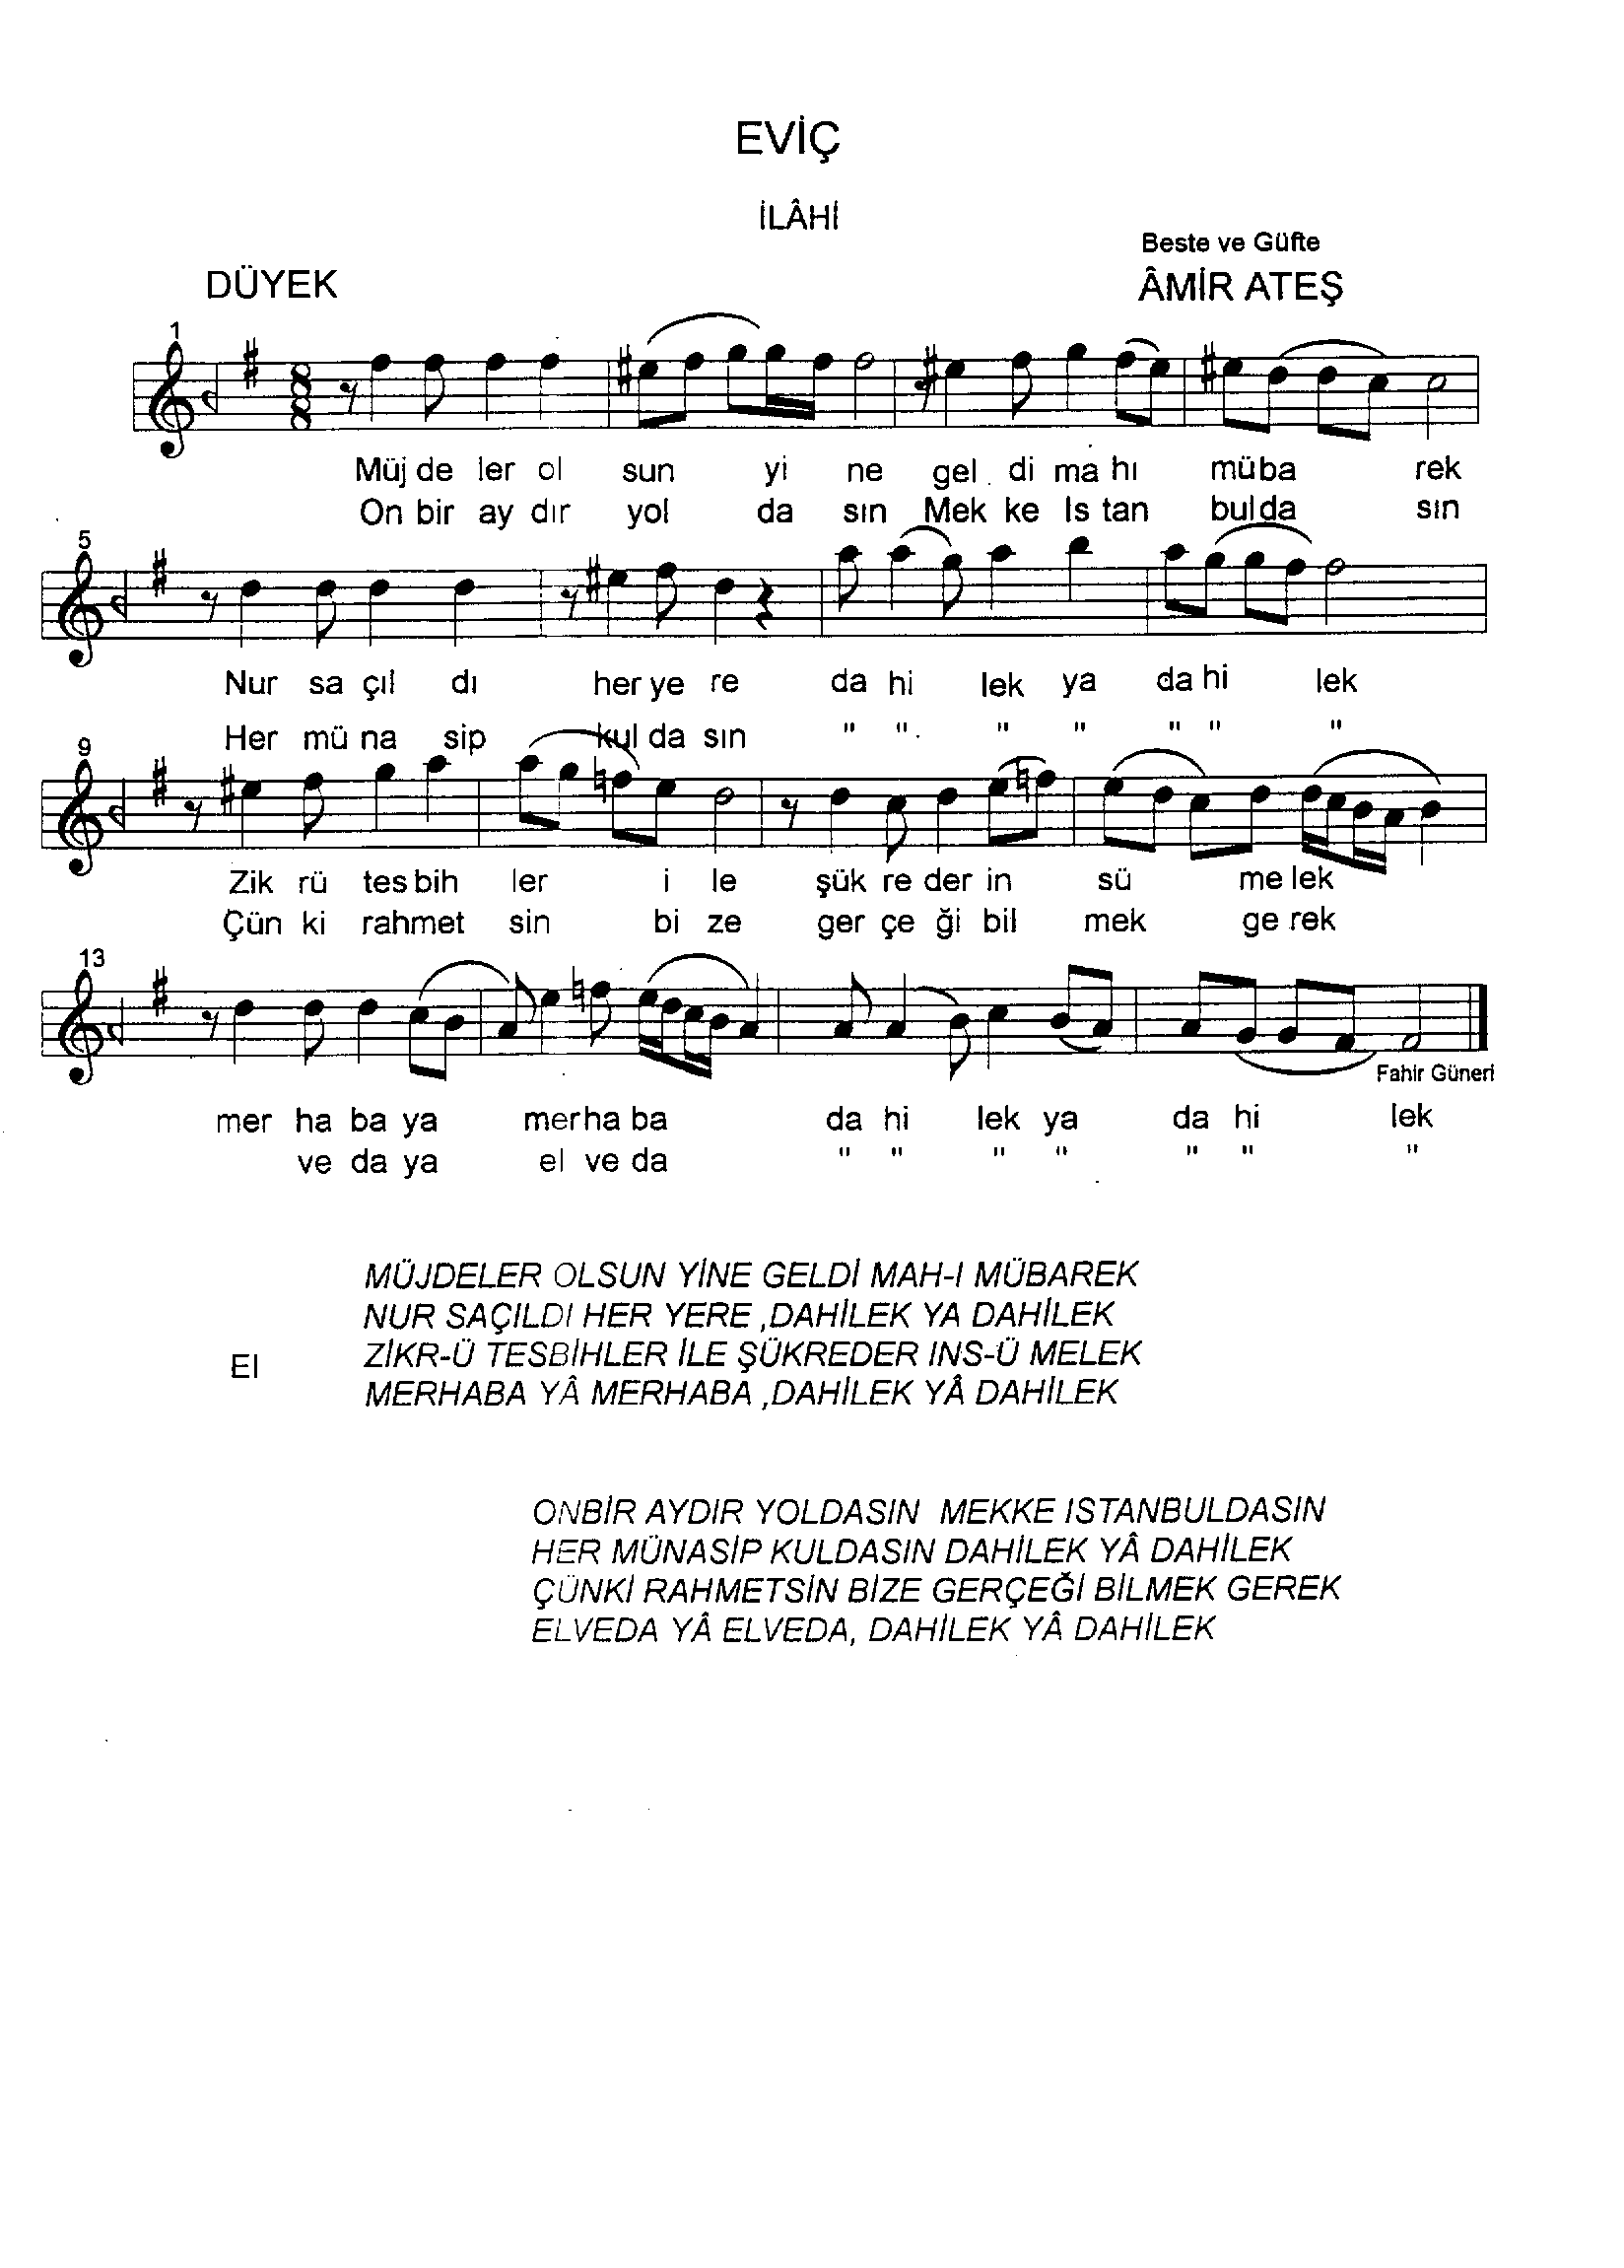 EVİÇ
İLÂHİ
Beste ve Güfte
DÜYEK
ÂMİR ATEŞ
1
8
8
Müj de ler ol sun yi ne gel di ma hı müba rek
On bir ay dır yol da sın Mek ke Is tan bulda sın
5
Nur sa çıl dı her ye re da hi lek ya da hi lek
Her mü na sip kul da sın " " " " " " "
9
Zik rü tes bih ler i le şük re der in sü me lek
Çün ki rahmet sin bi ze ger çe ği bil mek ge rek
13
Fahir Güneri
mer ha ba ya merha ba da hi lek ya da hi lek
ve da ya el ve da " " " " " " "
MÜJDELER OLSUN YİNE GELDİ MAH-I MÜBAREK
NUR SAÇILDI HER YERE ,DAHİLEK YA DAHİLEK
El
ZİKR-Ü TESBİHLER İLE ŞÜKREDER INS-Ü MELEK
MERHABA YÂ MERHABA ,DAHİLEK YÂ DAHİLEK
ONBİR AYDIR YOLDASIN MEKKE ISTANBULDASIN
HER MÜNASİP KULDASIN DAHİLEK YÂ DAHİLEK
ÇÜNKİ RAHMETSİN BİZE GERÇEĞİ BİLMEK GEREK
ELVEDA YÂ ELVEDA, DAHİLEK YÂ DAHİLEK